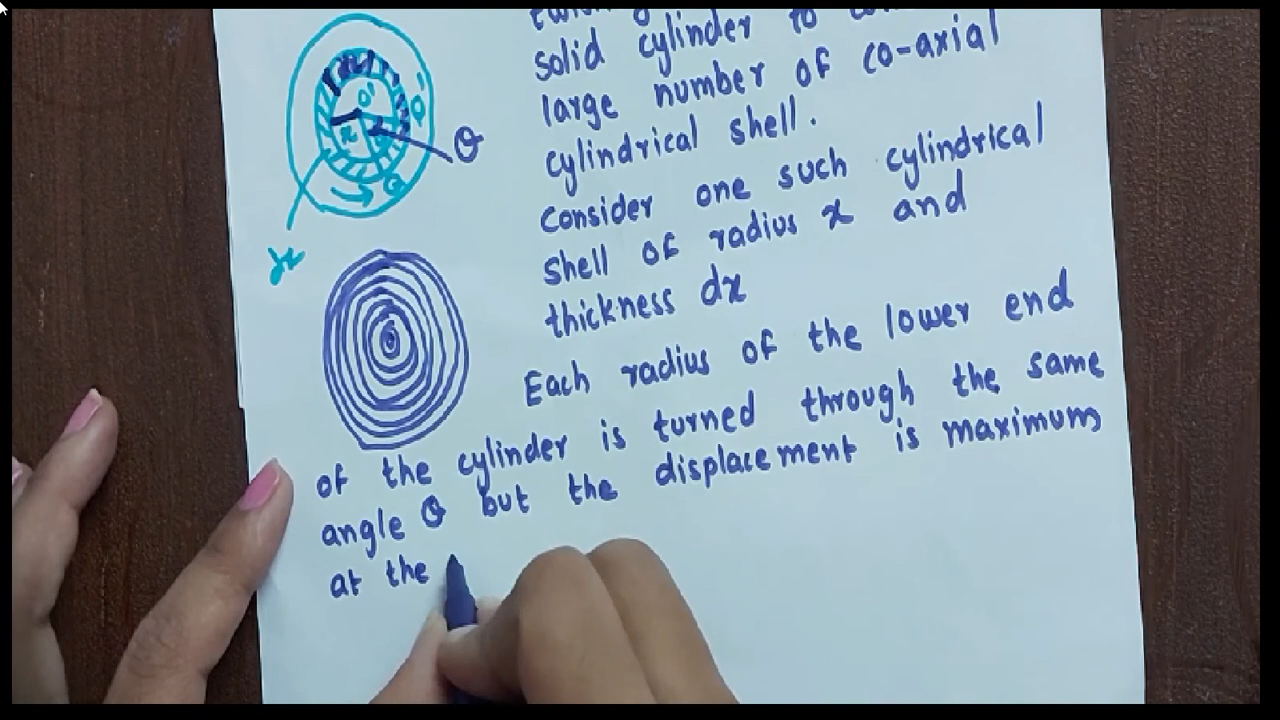 solid cylinder to
large number of co-axial
cylindrical shell.
consider one such cylindrical
shell of radius x and
thickness dx
Each radius of the lower end
of the cylinder is turned through the same
angle θ but the displacement is maximum
at the
O'
x
θ
θ
dx